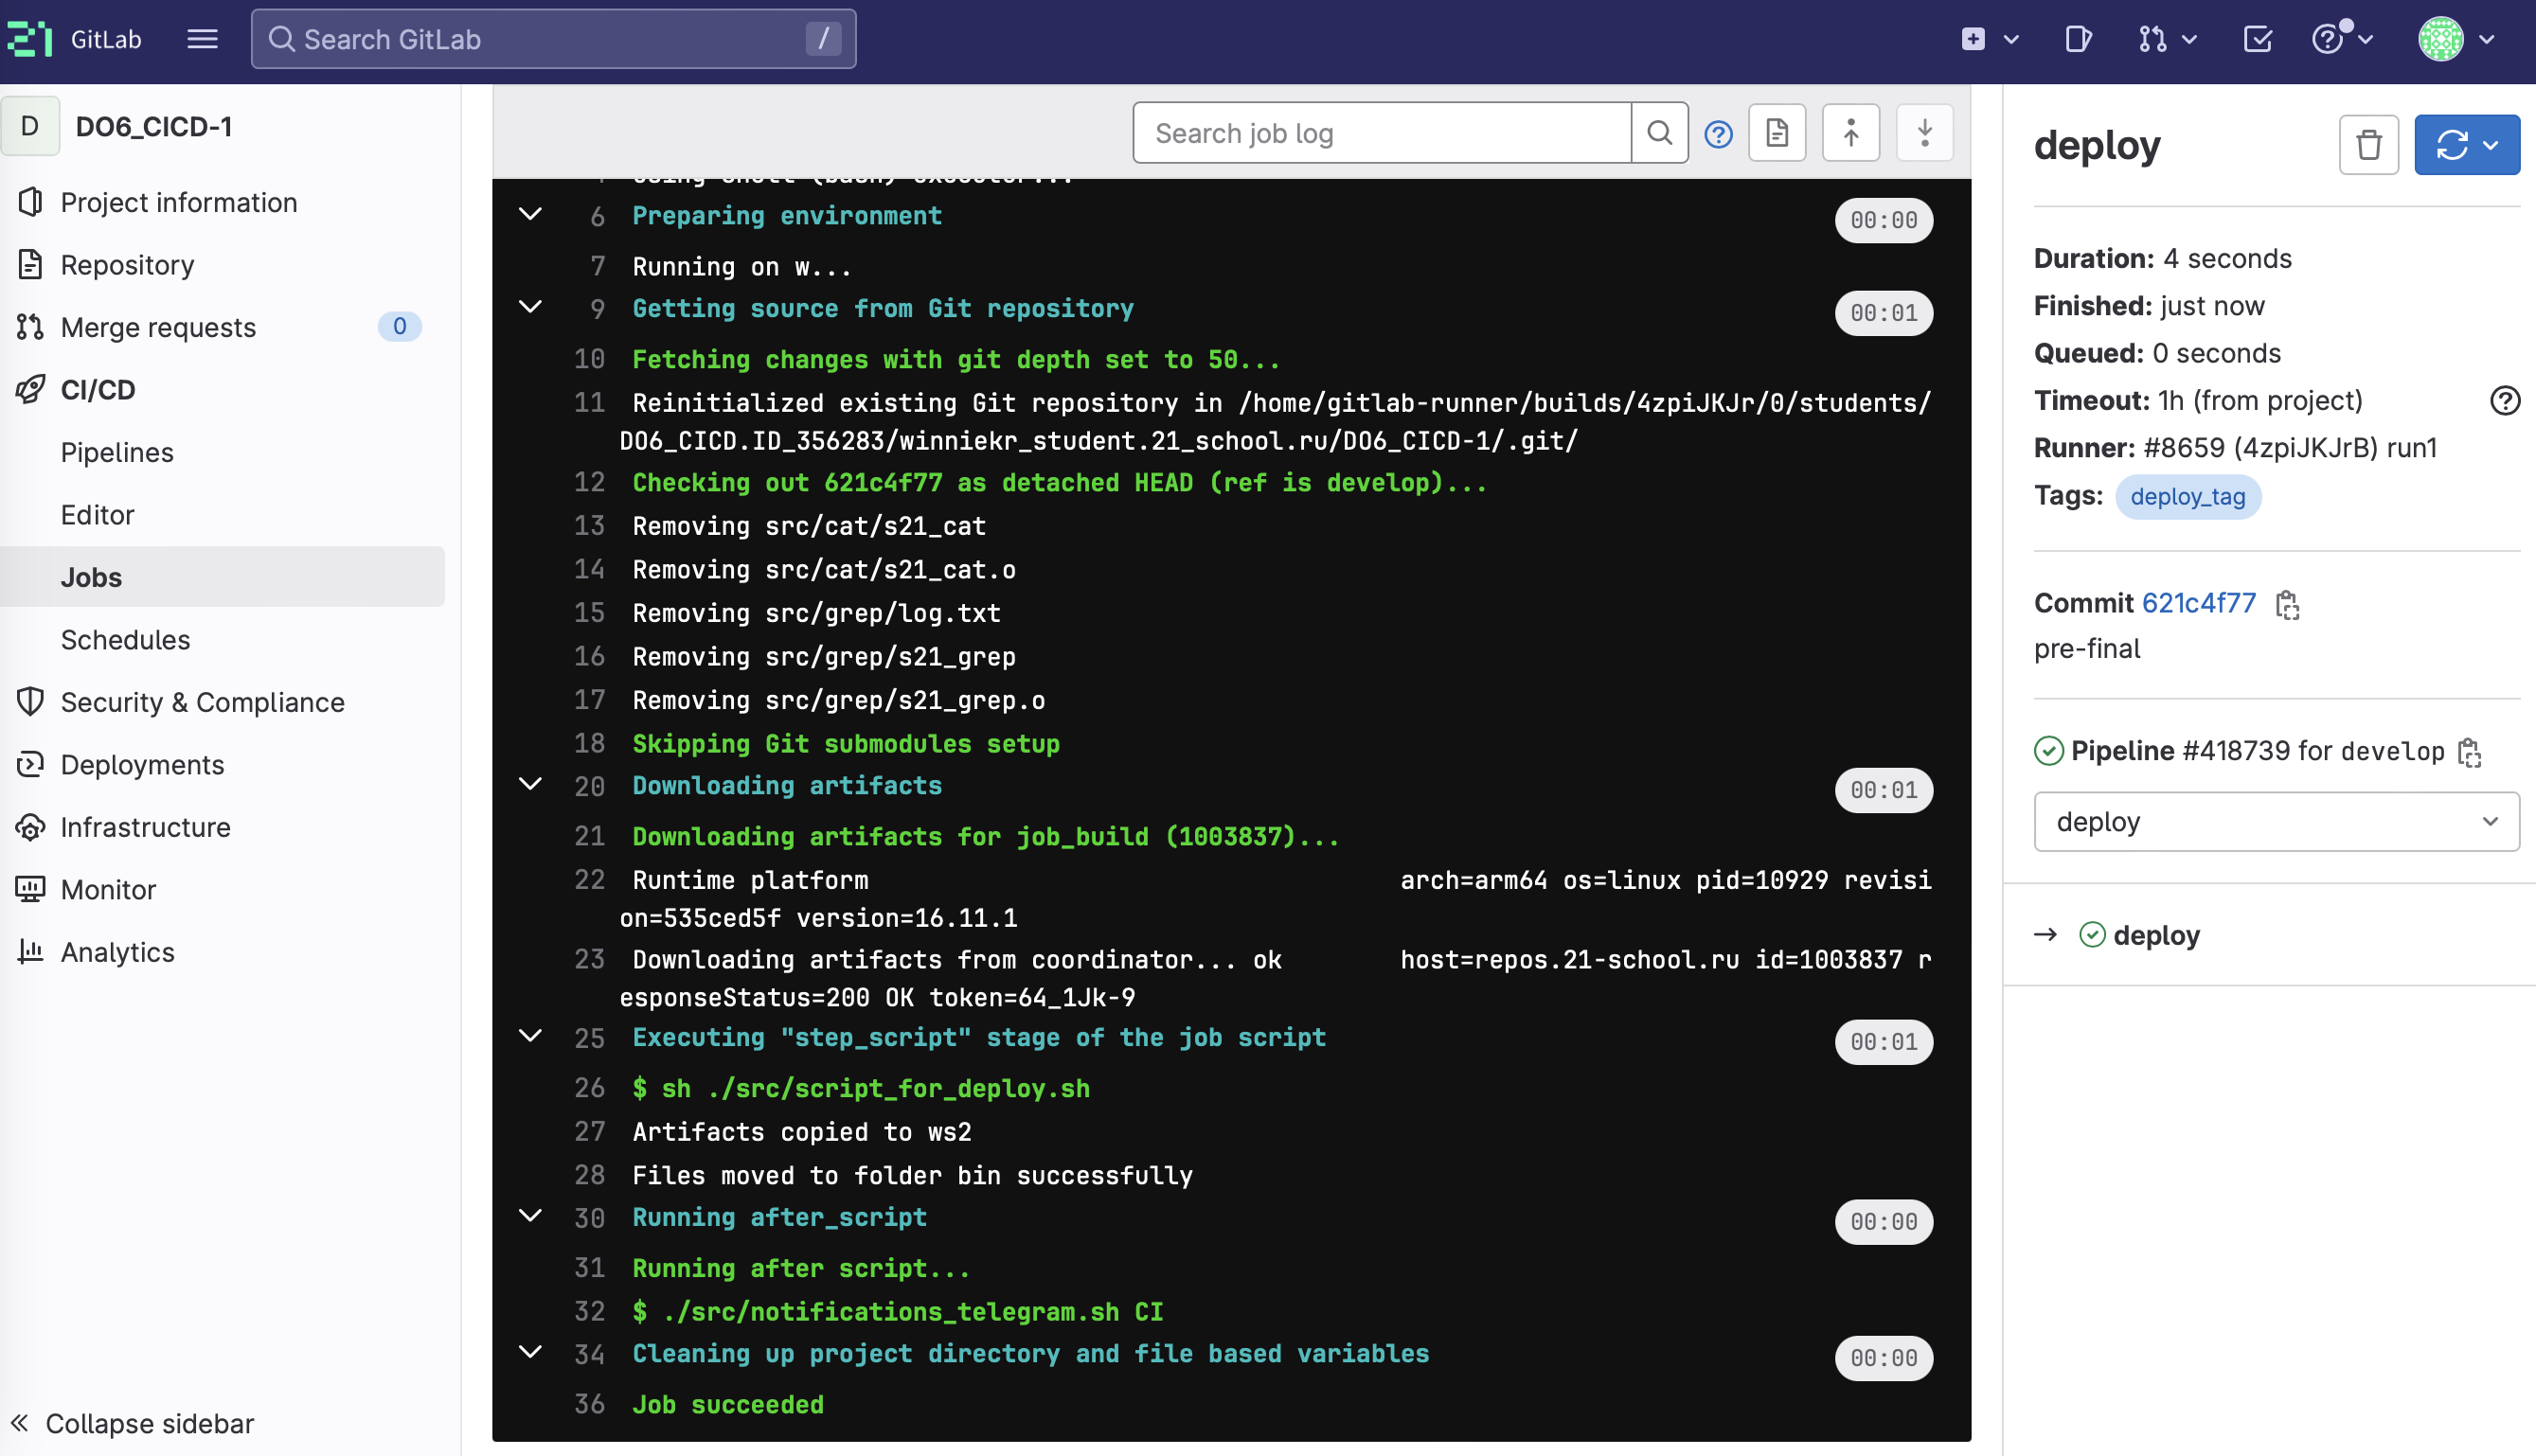 GitLab
Search GitLab
/
D
DO6_CICD-1
Project information
Repository
Merge requests
0
CI/CD
Pipelines
Editor
Jobs
Schedules
Security & Compliance
Deployments
Infrastructure
Monitor
Analytics
Collapse sidebar
Search job log
6 Preparing environment
00:00
7 Running on w...
9 Getting source from Git repository
00:01
10 Fetching changes with git depth set to 50...
11 Reinitialized existing Git repository in /home/gitlab-runner/builds/4zpiJKJr/0/students/
DO6_CICD.ID_356283/winniekr_student.21_school.ru/DO6_CICD-1/.git/
12 Checking out 621c4f77 as detached HEAD (ref is develop)...
13 Removing src/cat/s21_cat
14 Removing src/cat/s21_cat.o
15 Removing src/grep/log.txt
16 Removing src/grep/s21_grep
17 Removing src/grep/s21_grep.o
18 Skipping Git submodules setup
20 Downloading artifacts
00:01
21 Downloading artifacts for job_build (1003837)...
22 Runtime platform arch=arm64 os=linux pid=10929 revisi
on=535ced5f version=16.11.1
23 Downloading artifacts from coordinator... ok host=repos.21-school.ru id=1003837 r
esponseStatus=200 OK token=64_1Jk-9
25 Executing "step_script" stage of the job script
00:01
26 $ sh ./src/script_for_deploy.sh
27 Artifacts copied to ws2
28 Files moved to folder bin successfully
30 Running after_script
00:00
31 Running after script...
32 $ ./src/notifications_telegram.sh CI
34 Cleaning up project directory and file based variables
00:00
36 Job succeeded
deploy
Duration: 4 seconds
Finished: just now
Queued: 0 seconds
Timeout: 1h (from project)
Runner: #8659 (4zpiJKJrB) run1
Tags: deploy_tag
Commit 621c4f77
pre-final
Pipeline #418739 for develop
deploy
→ deploy